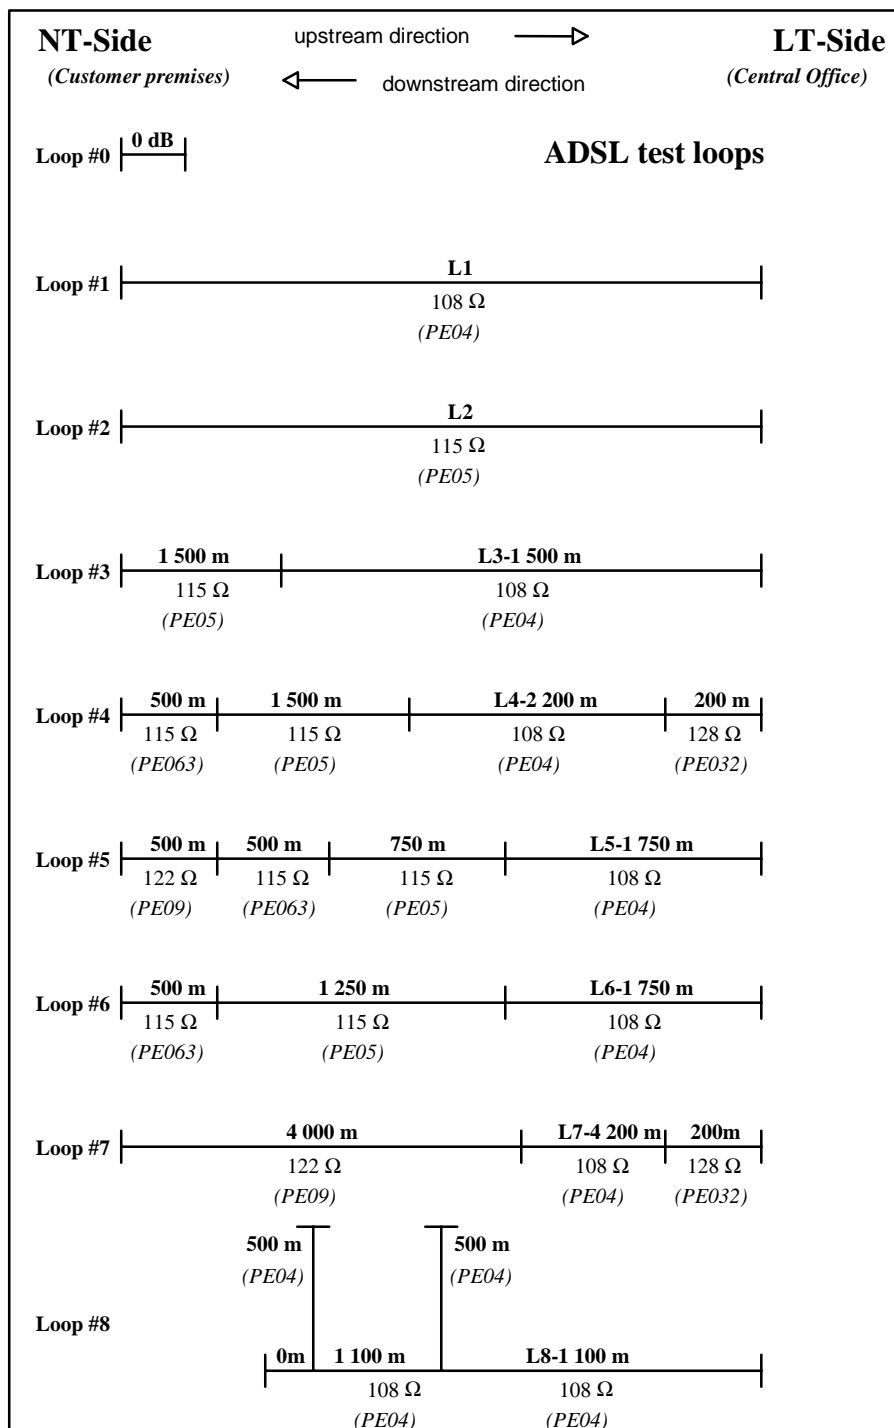 NT-Side upstream direction LT-Side
(Customer premises) downstream direction (Central Office)
Loop #0 0 dB ADSL test loops
Loop #1 L1
108 Ω
(PE04)
Loop #2 L2
115 Ω
(PE05)
Loop #3 1 500 m L3-1 500 m
115 Ω 108 Ω
(PE05) (PE04)
Loop #4 500 m 1 500 m L4-2 200 m 200 m
115 Ω 115 Ω 108 Ω 128 Ω
(PE063) (PE05) (PE04) (PE032)
Loop #5 500 m 500 m 750 m L5-1 750 m
122 Ω 115 Ω 115 Ω 108 Ω
(PE09) (PE063) (PE05) (PE04)
Loop #6 500 m 1 250 m L6-1 750 m
115 Ω 115 Ω 108 Ω
(PE063) (PE05) (PE04)
Loop #7 4 000 m L7-4 200 m 200m
122 Ω 108 Ω 128 Ω
(PE09) (PE04) (PE032)
500 m 500 m
(PE04) (PE04)
Loop #8
0m 1 100 m L8-1 100 m
108 Ω 108 Ω
(PE04) (PE04)